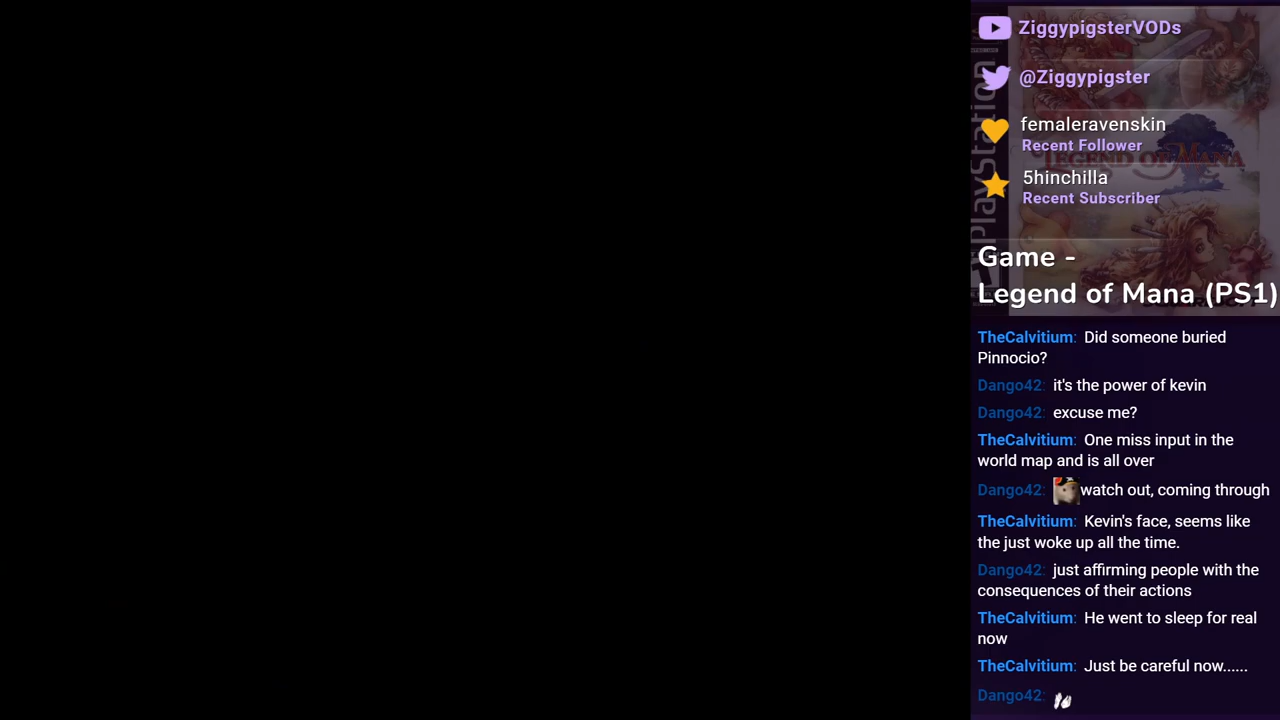 ZiggypigsterVODs
@Ziggypigster
femaleravenskin
Recent Follower
5hinchilla
Recent Subscriber
PlayStation
LEGEND OF MANA
Game -
Legend of Mana (PS1)
TheCalvitium: Did someone buried
Pinnocio?
Dango42: it's the power of kevin
Dango42: excuse me?
TheCalvitium: One miss input in the
world map and is all over
Dango42: watch out, coming through
TheCalvitium: Kevin's face, seems like
the just woke up all the time.
Dango42: just affirming people with the
consequences of their actions
TheCalvitium: He went to sleep for real
now
TheCalvitium: Just be careful now......
Dango42: